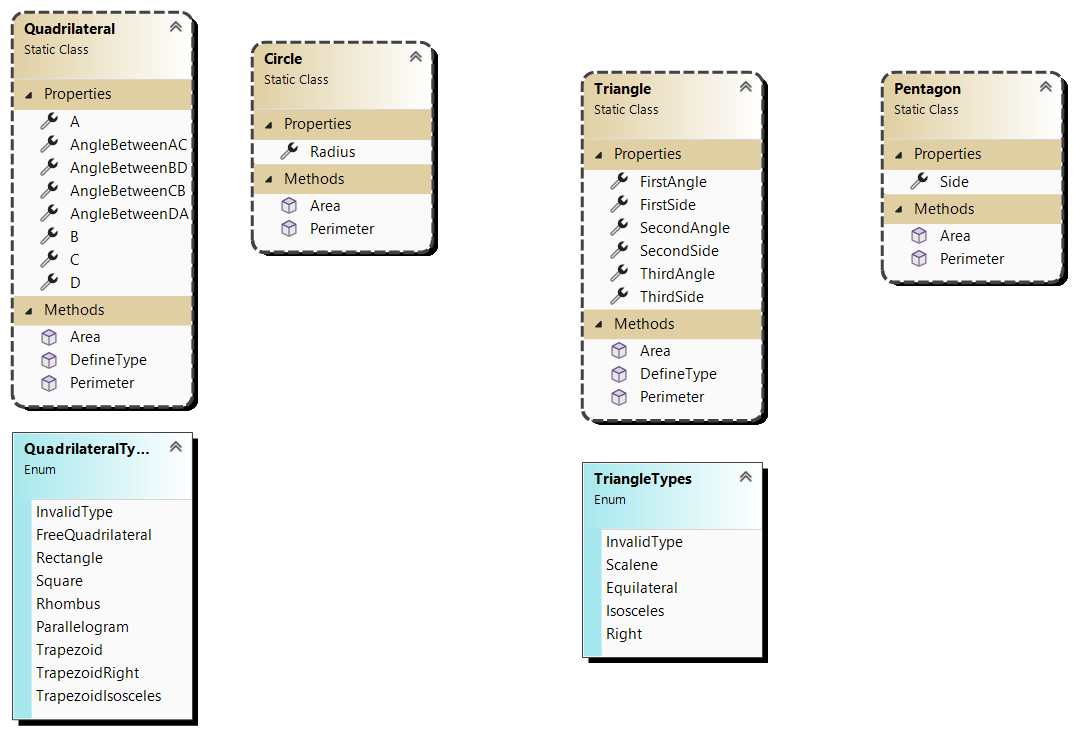 Quadrilateral
Static Class
Properties
A
AngleBetweenAC
AngleBetweenBD
AngleBetweenCB
AngleBetweenDA
B
C
D
Methods
Area
DefineType
Perimeter
QuadrilateralTy...
Enum
InvalidType
FreeQuadrilateral
Rectangle
Square
Rhombus
Parallelogram
Trapezoid
TrapezoidRight
TrapezoidIsosceles
Circle
Static Class
Properties
Radius
Methods
Area
Perimeter
Triangle
Static Class
Properties
FirstAngle
FirstSide
SecondAngle
SecondSide
ThirdAngle
ThirdSide
Methods
Area
DefineType
Perimeter
TriangleTypes
Enum
InvalidType
Scalene
Equilateral
Isosceles
Right
Pentagon
Static Class
Properties
Side
Methods
Area
Perimeter